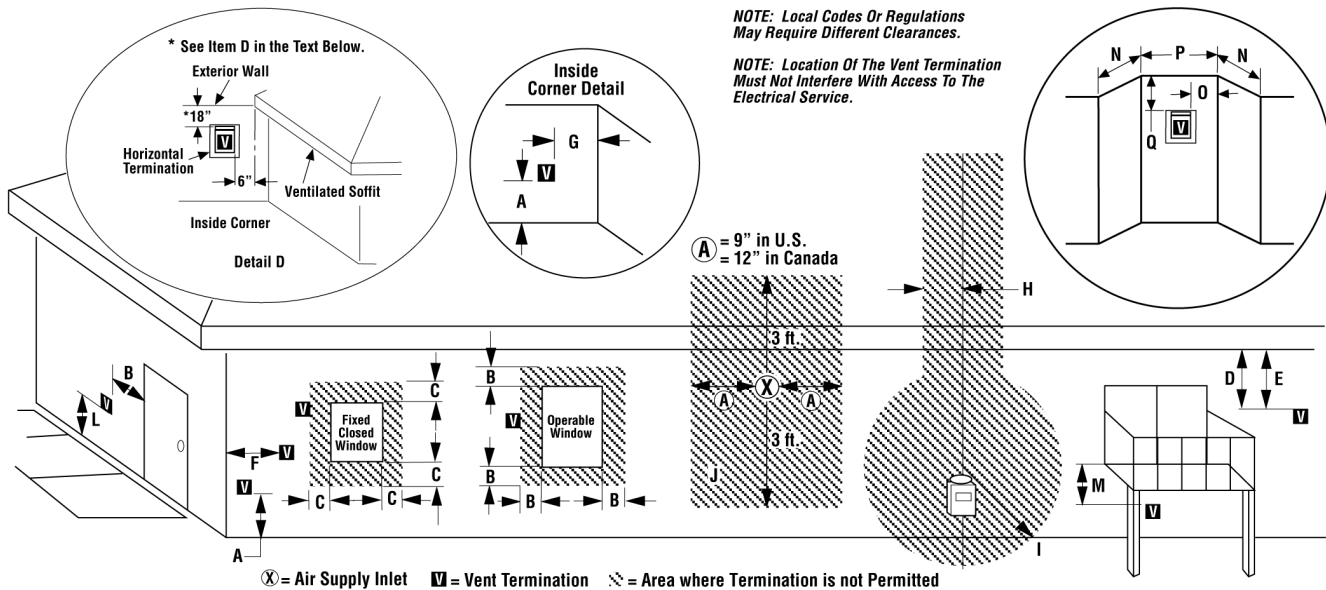 * See Item D in the Text Below.
Exterior Wall
*18”
V
Horizontal
Termination
6”
Ventilated Soffit
Inside Corner
Detail D
Inside
Corner Detail
G
V
A
NOTE: Local Codes Or Regulations
May Require Different Clearances.
NOTE: Location Of The Vent Termination
Must Not Interfere With Access To The
Electrical Service.
N P N
O
V
Q
A = 9” in U.S.
= 12” in Canada
H
3 ft.
A X A
3 ft.
J
B
V
L
F V
V
A
V
Fixed
Closed
Window
C
C
C C
B
V
Operable
Window
B
B B
I
D E
V
M
V
X = Air Supply Inlet V = Vent Termination = Area where Termination is not Permitted